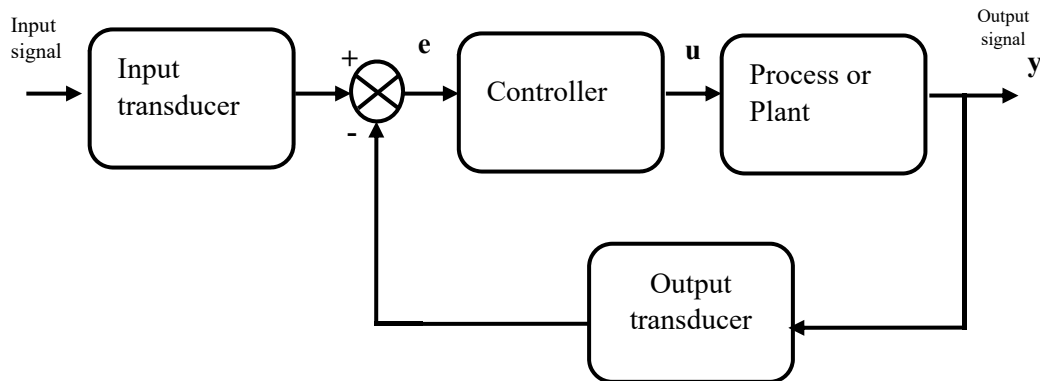 Input
signal
Input
transducer
+
-
e
Controller
u
Process or
Plant
Output
signal
y
Output
transducer